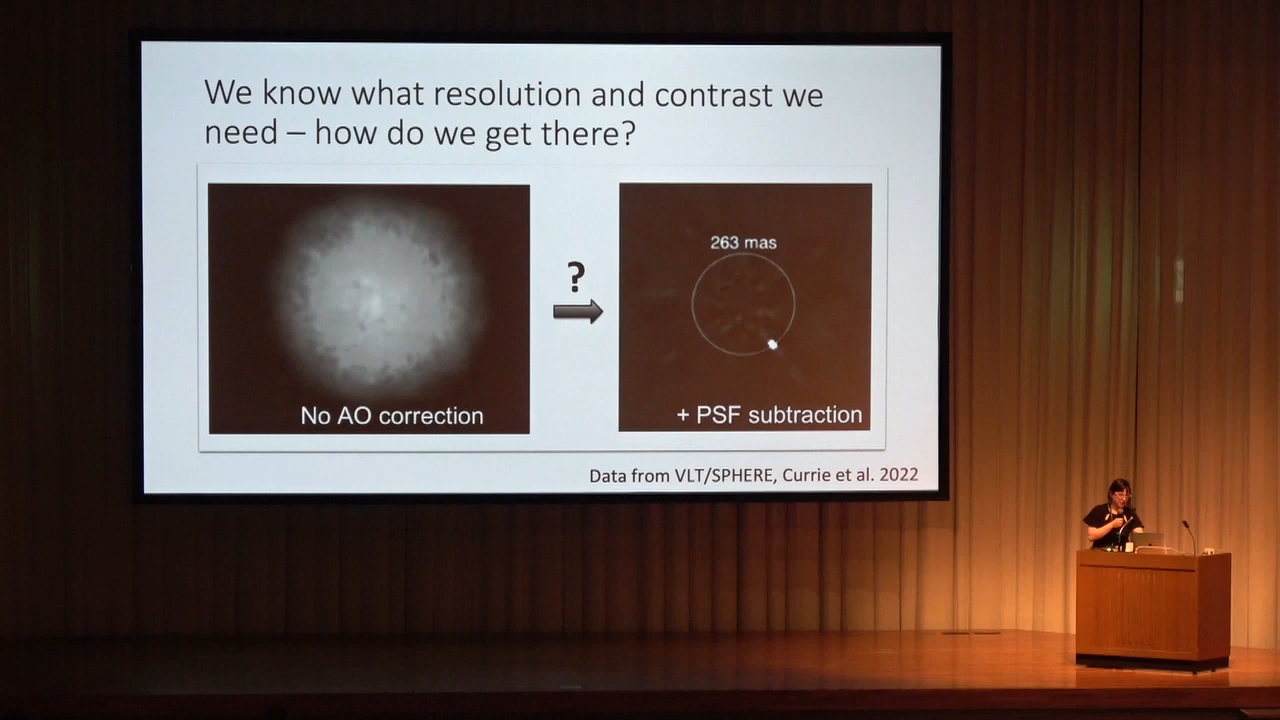 We know what resolution and contrast we
need – how do we get there?
?
263 mas
No AO correction
+ PSF subtraction
Data from VLT/SPHERE, Currie et al. 2022